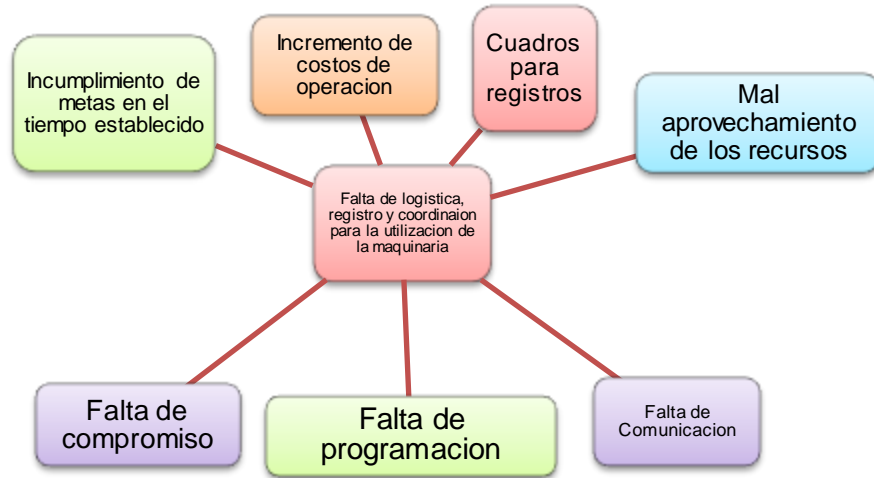 Incumplimiento de
metas en el
tiempo establecido
Incremento de
costos de
operacion
Cuadros
para
registros
Mal
aprovechamiento
de los recursos
Falta de logistica,
registro y coordinaion
para la utilizacion de
la maquinaria
Falta de
compromiso
Falta de
programacion
Falta de
Comunicacion